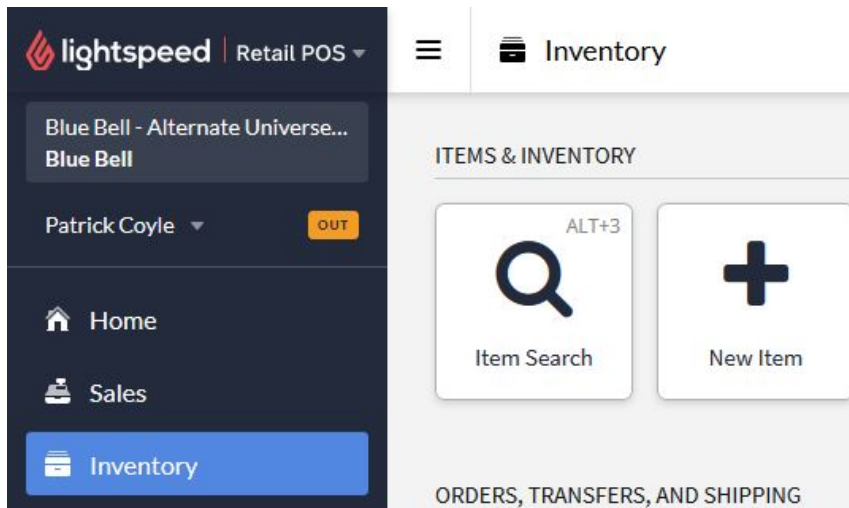 lightspeed | Retail POS
Inventory
Blue Bell - Alternate Universe...
Blue Bell
Patrick Coyle
OUT
Home
Sales
Inventory
ITEMS & INVENTORY
ALT+3
Item Search
New Item
ORDERS, TRANSFERS, AND SHIPPING